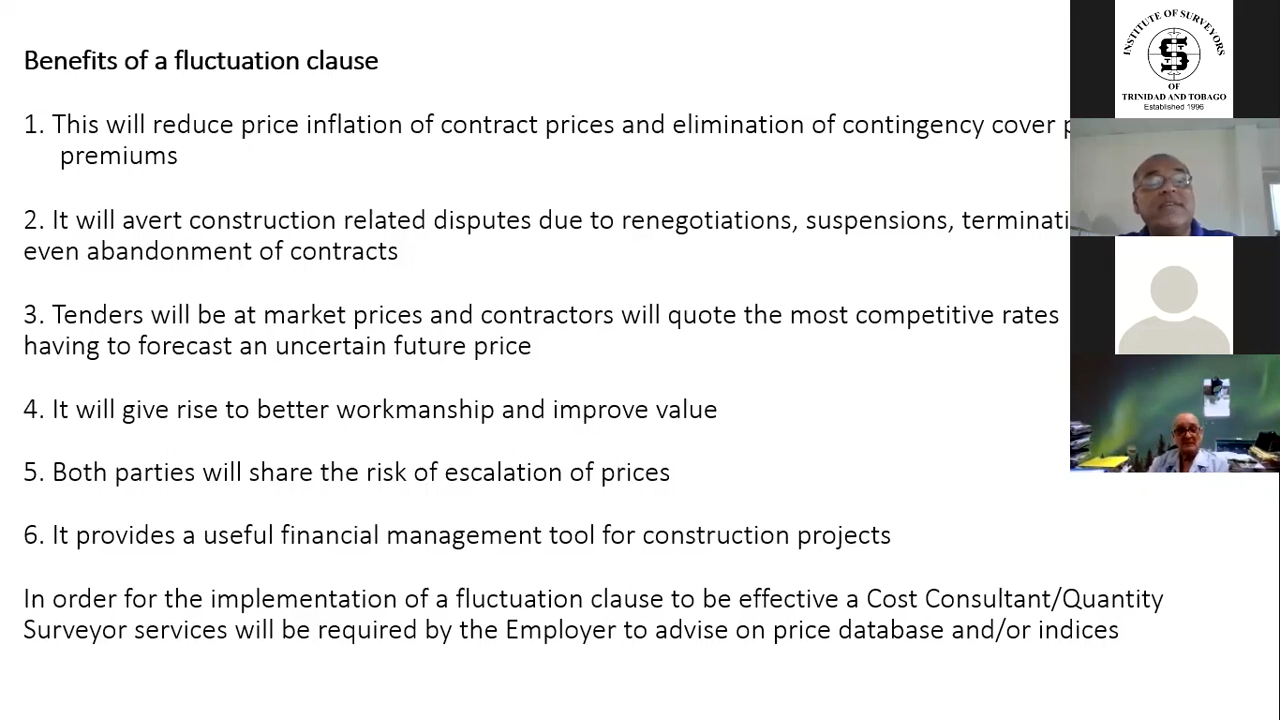 Benefits of a fluctuation clause
1. This will reduce price inflation of contract prices and elimination of contingency cover
premiums
2. It will avert construction related disputes due to renegotiations, suspensions,
even abandonment of contracts
3. Tenders will be at market prices and contractors will quote the most competitive rates
having to forecast an uncertain future price
4. It will give rise to better workmanship and improve value
5. Both parties will share the risk of escalation of prices
6. It provides a useful financial management tool for construction projects
In order for the implementation of a fluctuation clause to be effective a Cost Consultant/Quantity
Surveyor services will be required by the Employer to advise on price database and/or indices
INSTITUTE OF SURVEYORS
OF
TRINIDAD AND TOBAGO
Established 1996